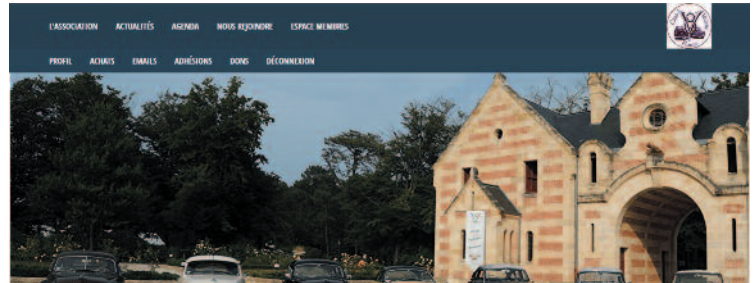 L'ASSOCIATION ACTUALITÉS AGENDA NOUS REJOINDRE ESPACE MEMBRES
PROFIL ACHATS EMAILS ADHÉSIONS DONS DÉCONNEXION